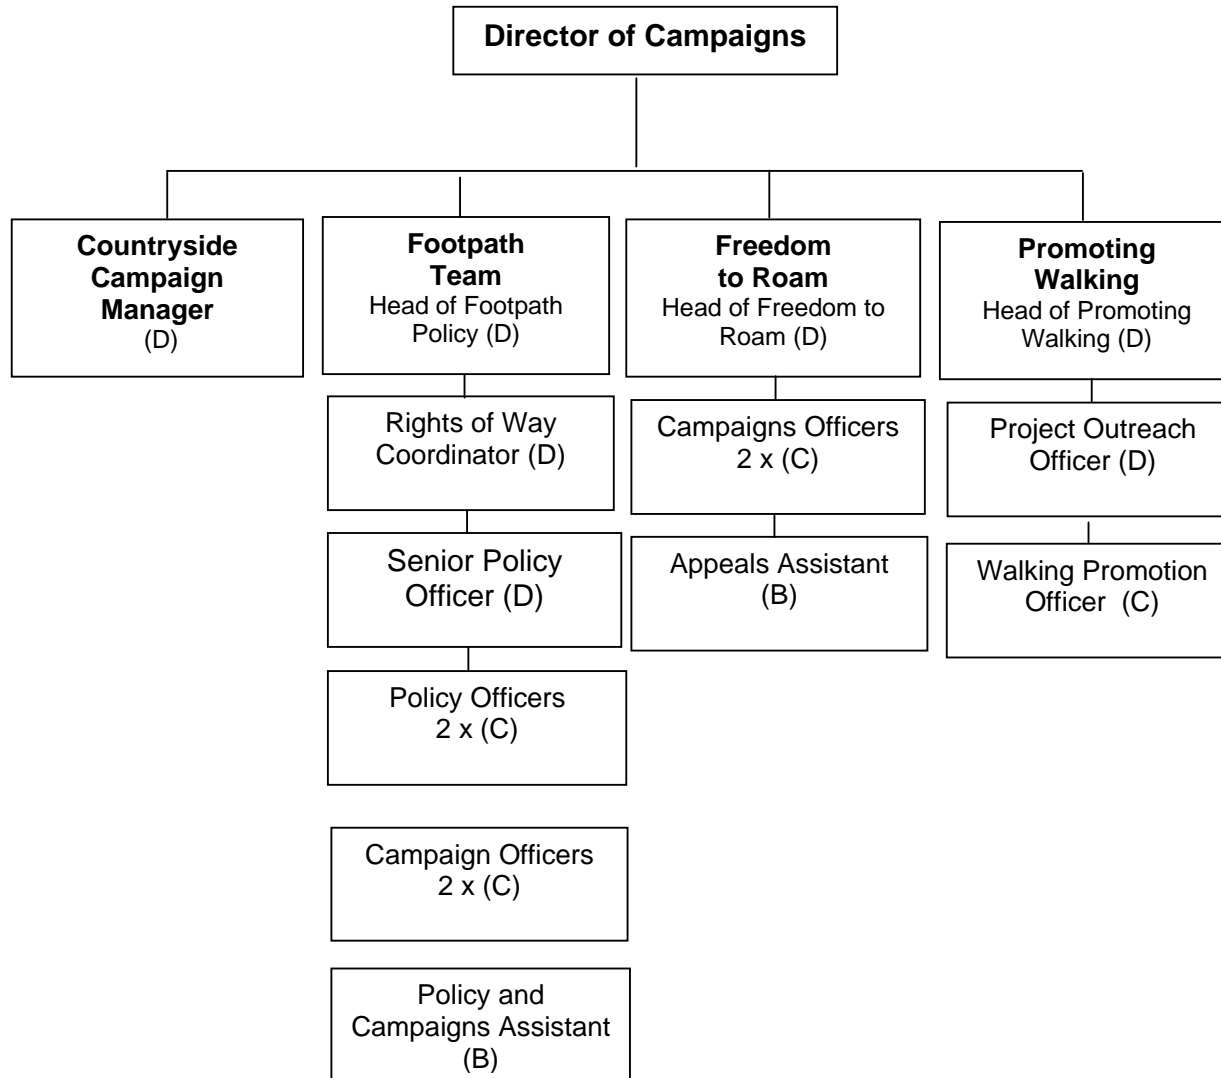 Director of Campaigns
Countryside
Campaign
Manager
(D)
Footpath
Team
Head of Footpath
Policy (D)
Freedom
to Roam
Head of Freedom to
Roam (D)
Promoting
Walking
Head of Promoting
Walking (D)
Rights of Way
Coordinator (D)
Campaigns Officers
2 x (C)
Project Outreach
Officer (D)
Senior Policy
Officer (D)
Appeals Assistant
(B)
Walking Promotion
Officer (C)
Policy Officers
2 x (C)
Campaign Officers
2 x (C)
Policy and
Campaigns Assistant
(B)